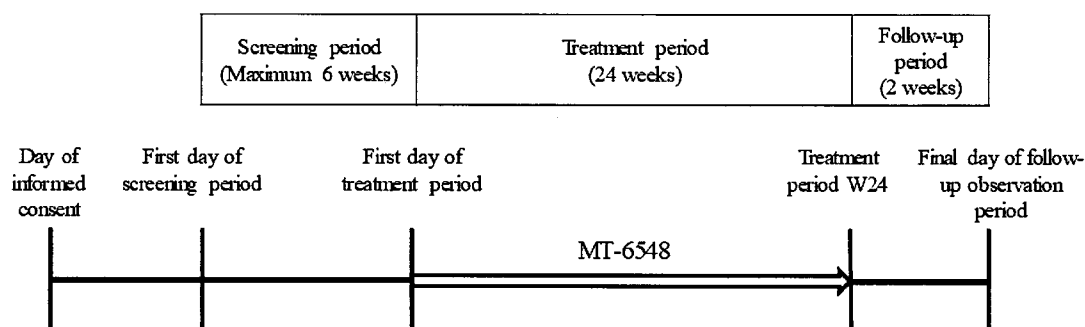 Screening period
(Maximum 6 weeks)
Treatment period
(24 weeks)
Follow-up
period
(2 weeks)
Day of
informed
consent
First day of
screening period
First day of
treatment period
Treatment
period W24
Final day of follow-
up observation
period
MT-6548